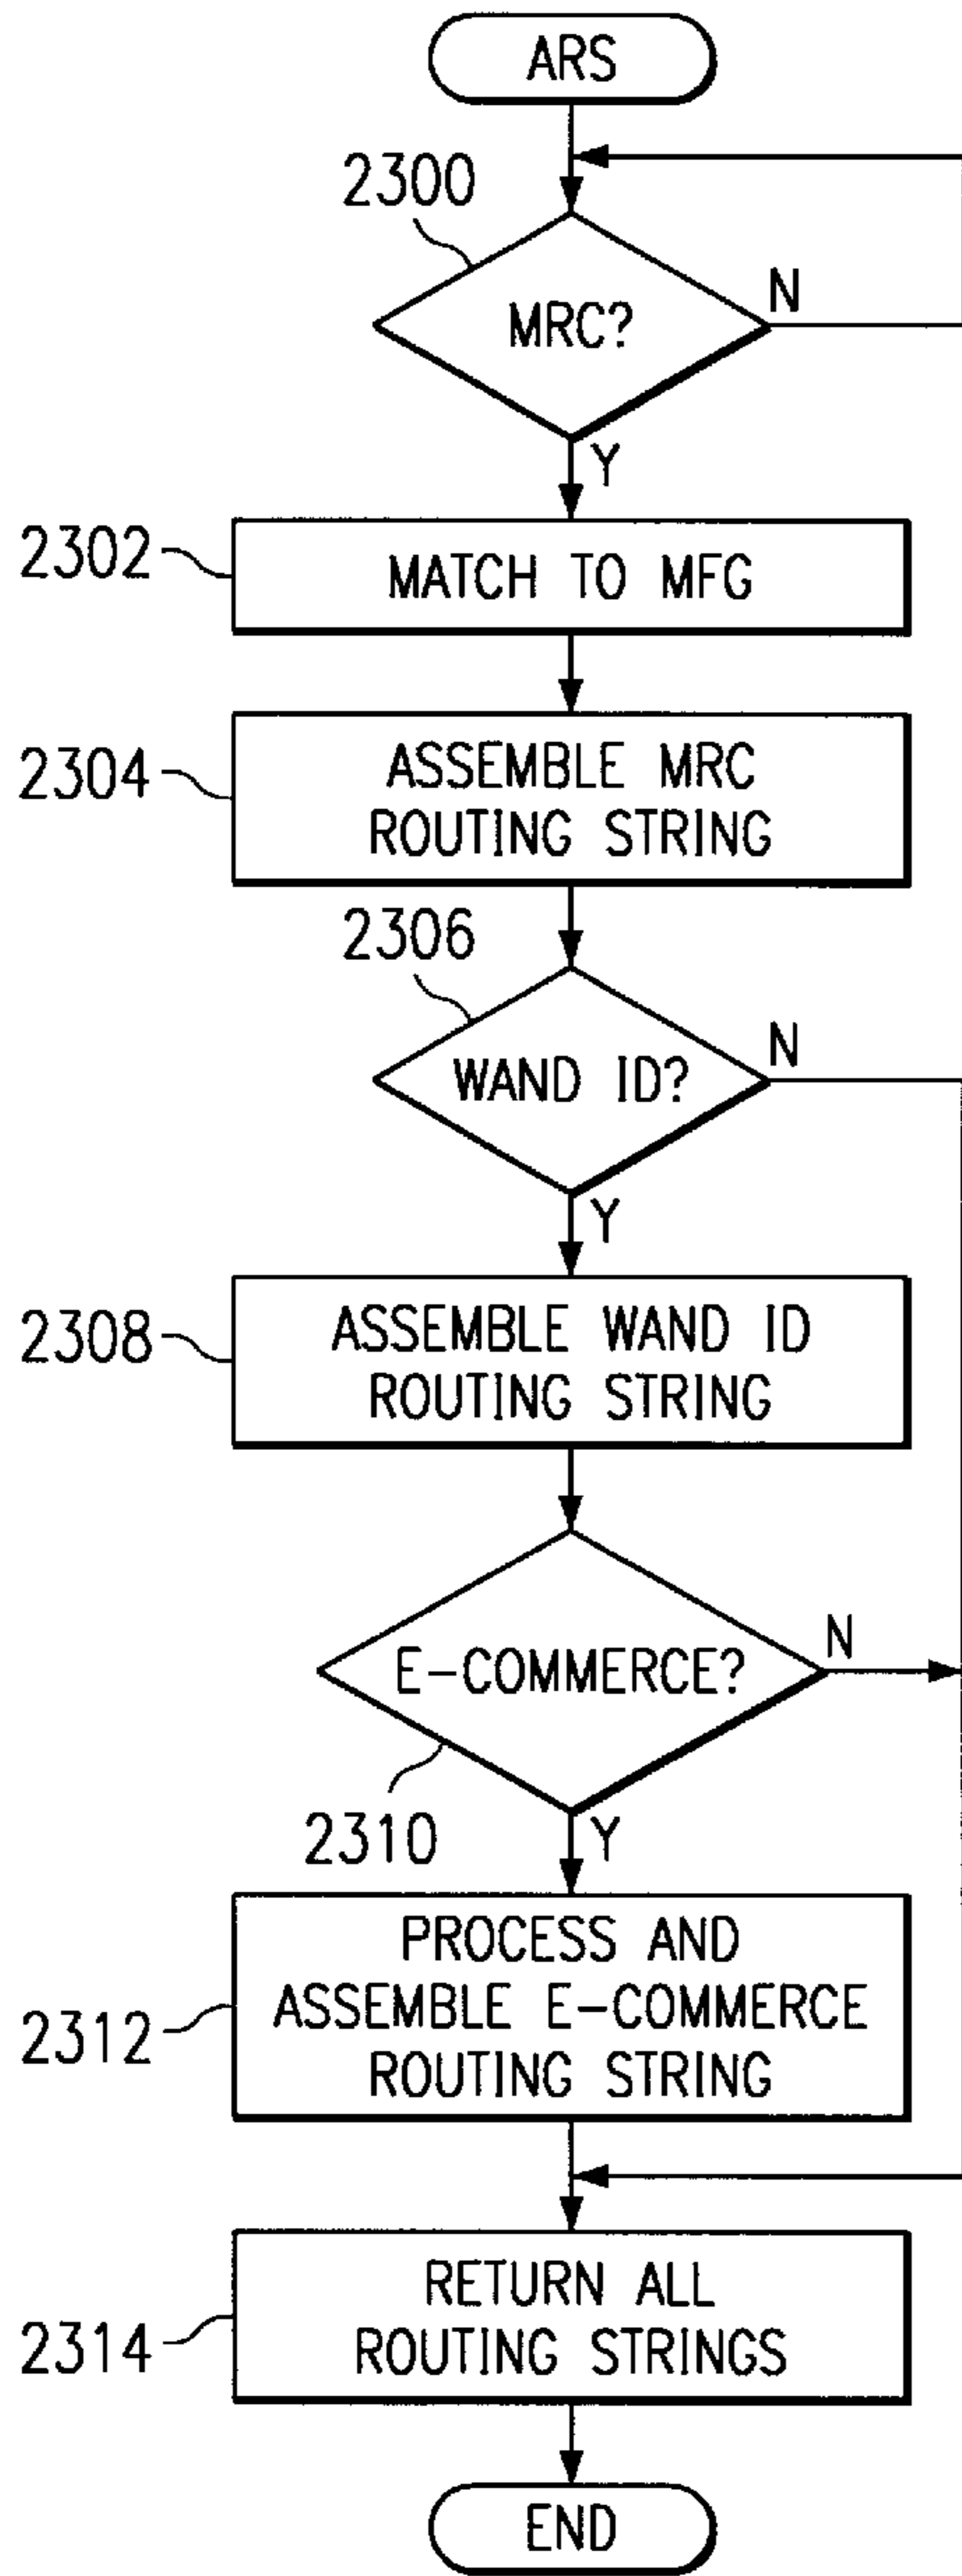 ARS
2300
MRC?
N
Y
2302
MATCH TO MFG
2304
ASSEMBLE MRC
ROUTING STRING
2306
WAND ID?
N
Y
2308
ASSEMBLE WAND ID
ROUTING STRING
E-COMMERCE?
N
2310
Y
2312
PROCESS AND
ASSEMBLE E-COMMERCE
ROUTING STRING
2314
RETURN ALL
ROUTING STRINGS
END